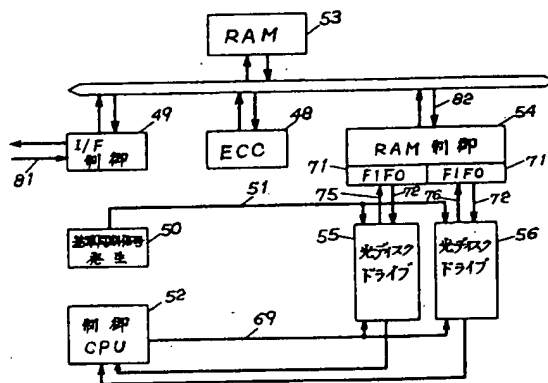 RAM
53
82
49
48
54
I/F
制御
ECC
RAM 制御
81
71
FIFO
FIFO
71
51
75
72
76
72
50
55
56
基準同期信号
発生
光ディスク
ドライブ
光ディスク
ドライブ
52
制御
CPU
69